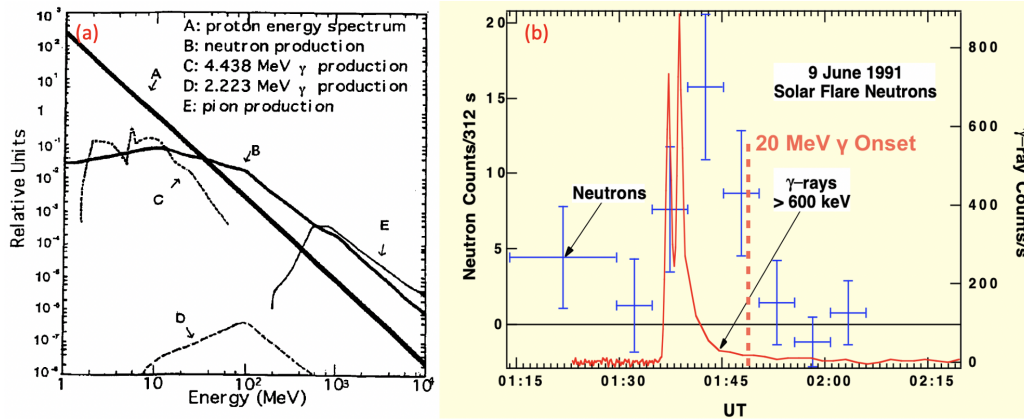 (a)
A: proton energy spectrum
B: neutron production
C: 4.438 MeV γ production
D: 2.223 MeV γ production
E: pion production
A
B
C
D
E
Relative Units
10³
10²
10¹
1
10⁻¹
10⁻²
10⁻³
10⁻⁴
10⁻⁵
10⁻⁶
10⁻⁷
10⁻⁸
1
10
10²
10³
10⁴
Energy (MeV)
(b)
9 June 1991
Solar Flare Neutrons
20 MeV γ Onset
γ–rays
> 600 keV
Neutrons
Neutron Counts/312 s
20
15
10
5
0
γ–ray Counts/s
800
600
400
200
0
01:15
01:30
01:45
02:00
02:15
UT